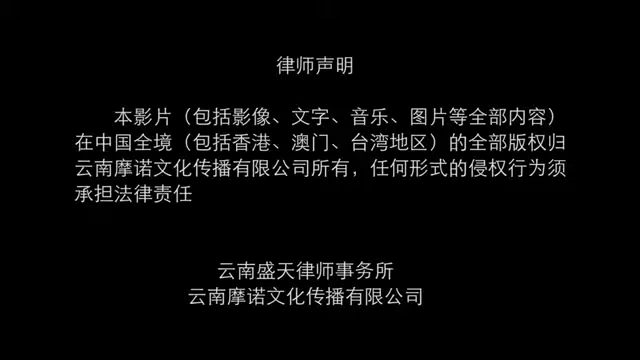 律师声明
本影片（包括影像、文字、音乐、图片等全部内容）
在中国全境（包括香港、澳门、台湾地区）的全部版权归
云南摩诺文化传播有限公司所有，任何形式的侵权行为须
承担法律责任
云南盛天律师事务所
云南摩诺文化传播有限公司